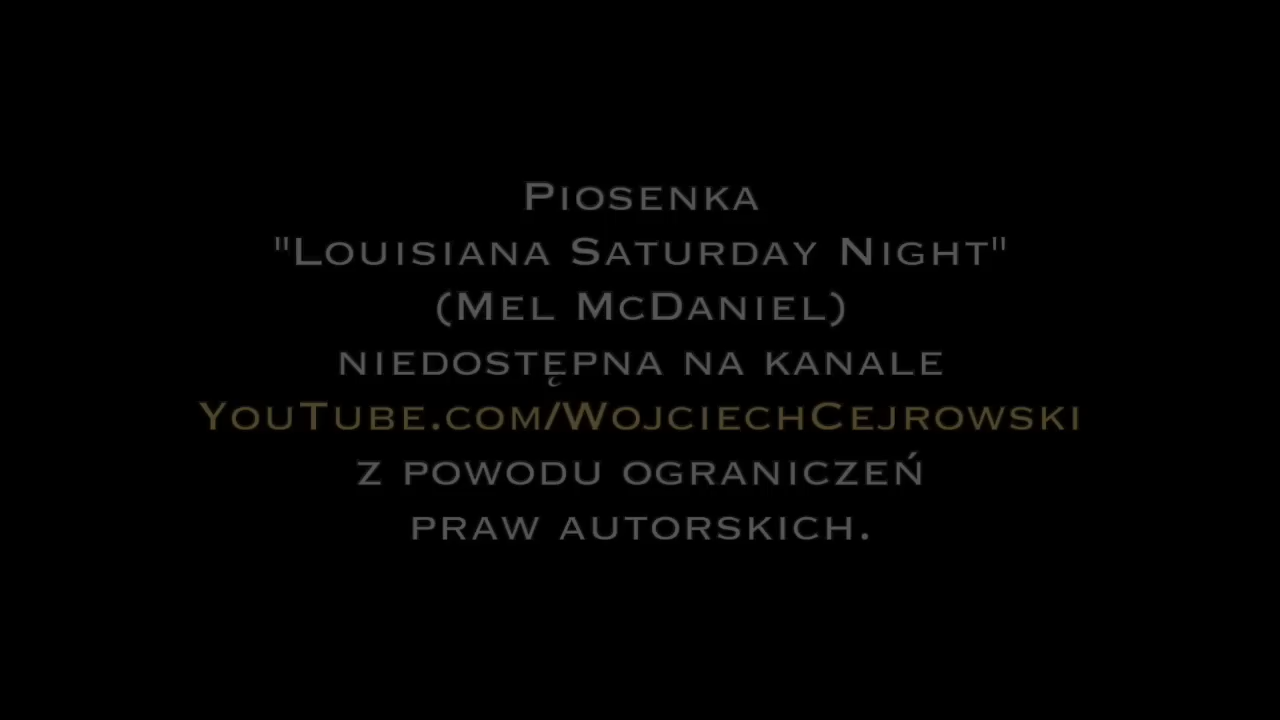 Piosenka
"Louisiana Saturday Night"
(Mel McDaniel)
niedostępna na kanale
YouTube.com/WojciechCejrowski
z powodu ograniczeń
praw autorskich.